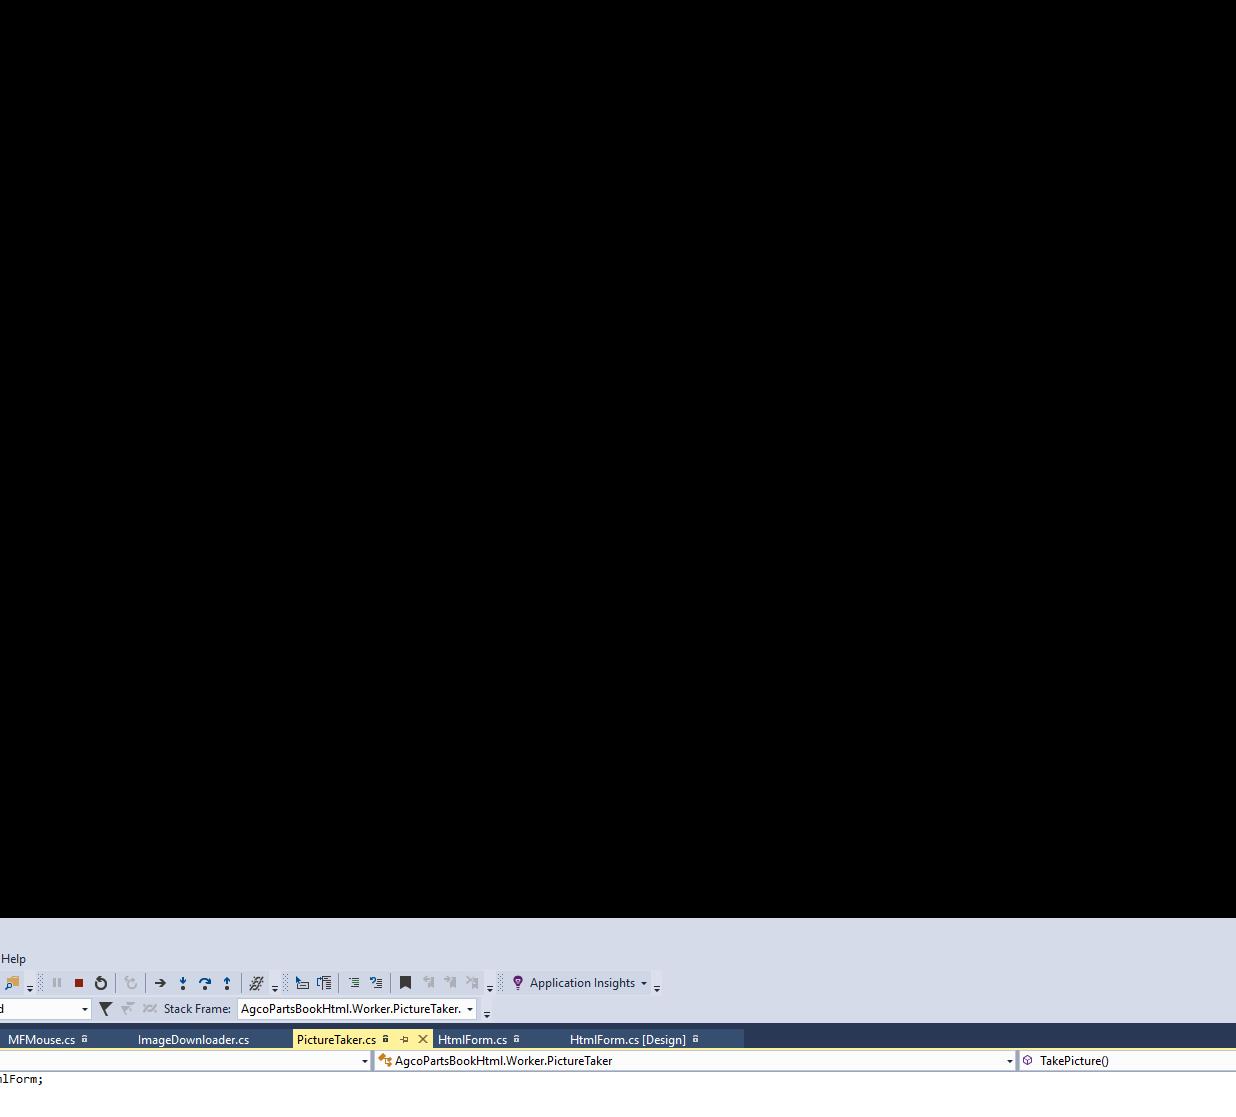 Help
Application Insights
d Stack Frame: AgcoPartsBookHtml.Worker.PictureTaker.
MFMouse.cs ImageDownloader.cs PictureTaker.cs HtmlForm.cs HtmlForm.cs [Design]
AgcoPartsBookHtml.Worker.PictureTaker TakePicture()
lForm;